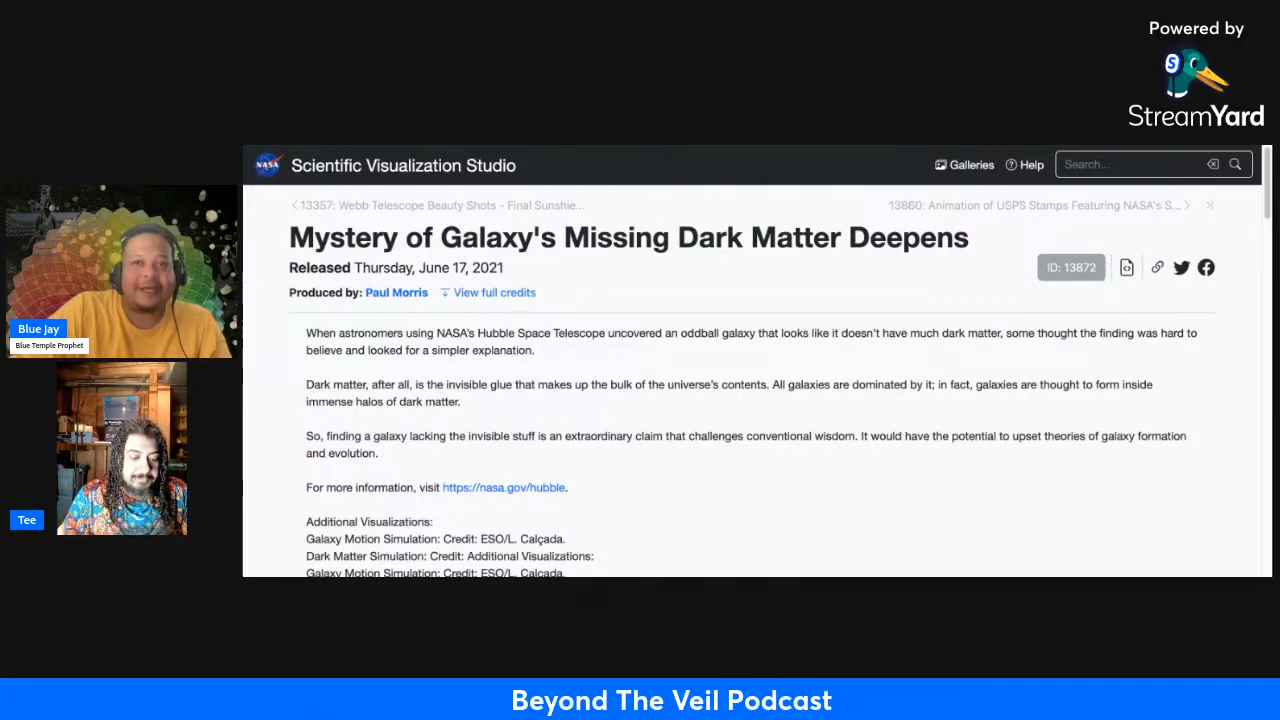 Powered by
StreamYard
NASA
Scientific Visualization Studio
Galleries
Help
Search...
13357: Webb Telescope Beauty Shots - Final Sunshie...
13860: Animation of USPS Stamps Featuring NASA's S...
Mystery of Galaxy's Missing Dark Matter Deepens
Released Thursday, June 17, 2021
ID: 13872
Produced by: Paul Morris
View full credits
When astronomers using NASA's Hubble Space Telescope uncovered an oddball galaxy that looks like it doesn't have much dark matter, some thought the finding was hard to
believe and looked for a simpler explanation.
Dark matter, after all, is the invisible glue that makes up the bulk of the universe's contents. All galaxies are dominated by it; in fact, galaxies are thought to form inside
immense halos of dark matter.
So, finding a galaxy lacking the invisible stuff is an extraordinary claim that challenges conventional wisdom. It would have the potential to upset theories of galaxy formation
and evolution.
For more information, visit https://nasa.gov/hubble.
Additional Visualizations:
Galaxy Motion Simulation: Credit: ESO/L. Calçada.
Dark Matter Simulation: Credit: Additional Visualizations:
Galaxy Motion Simulation: Credit: ESO/L. Calçada.
Blue Jay
Blue Temple Prophet
Tee
Beyond The Veil Podcast